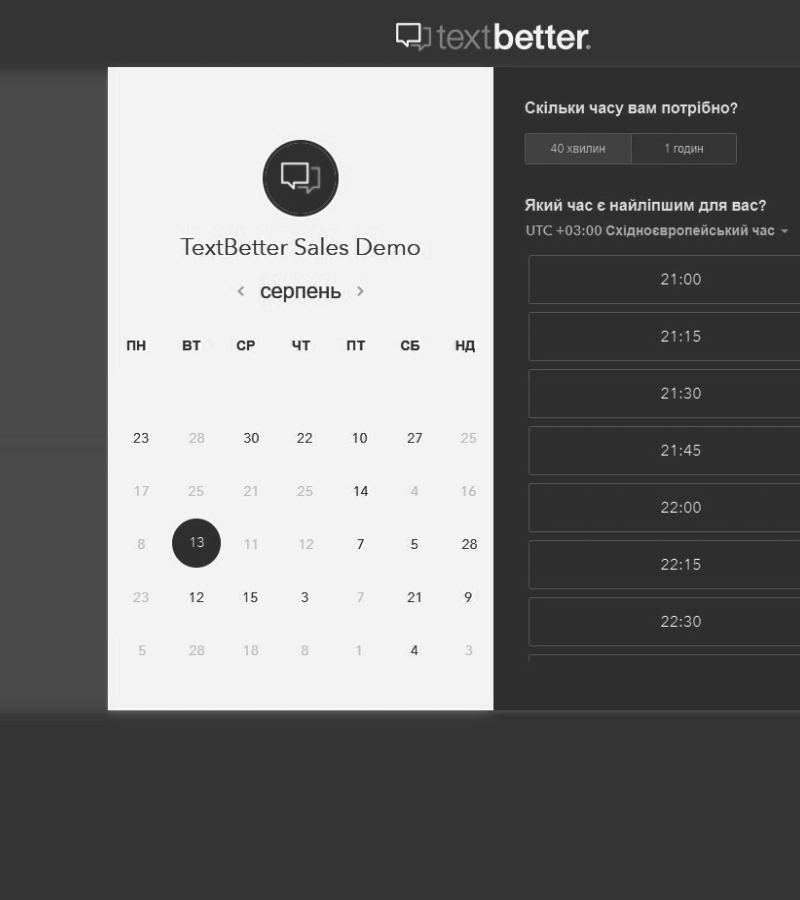 textbetter.
TextBetter Sales Demo
серпень
ПН ВТ СР ЧТ ПТ СБ НД
23 28 30 22 10 27 25
17 25 21 25 14 4 16
8 13 11 12 7 5 28
23 12 15 3 7 21 9
5 28 18 8 1 4 3
Скільки часу вам потрібно?
40 хвилин 1 годин
Який час є найліпшим для вас?
UTC +03:00 Східноєвропейський час
21:00
21:15
21:30
21:45
22:00
22:15
22:30